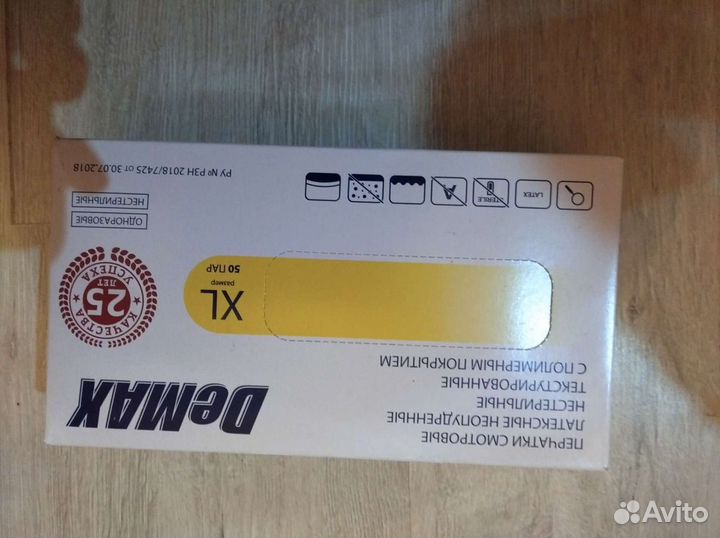 DeMAX
ПЕРЧАТКИ СМОТРОВЫЕ
ЛАТЕКСНЫЕ НЕОПУДРЕННЫЕ
НЕСТЕРИЛЬНЫЕ
ТЕКСТУРИРОВАННЫЕ
С ПОЛИМЕРНЫМ ПОКРЫТИЕМ
КАЧЕСТВА
25
ЛЕТ
УСПЕХА
XL
размер
50 ПАР
ОДНОРАЗОВЫЕ
НЕСТЕРИЛЬНЫЕ
LATEX
STERILE
A
РУ № РЗН 2018/7425 от 30.07.2018
Avito